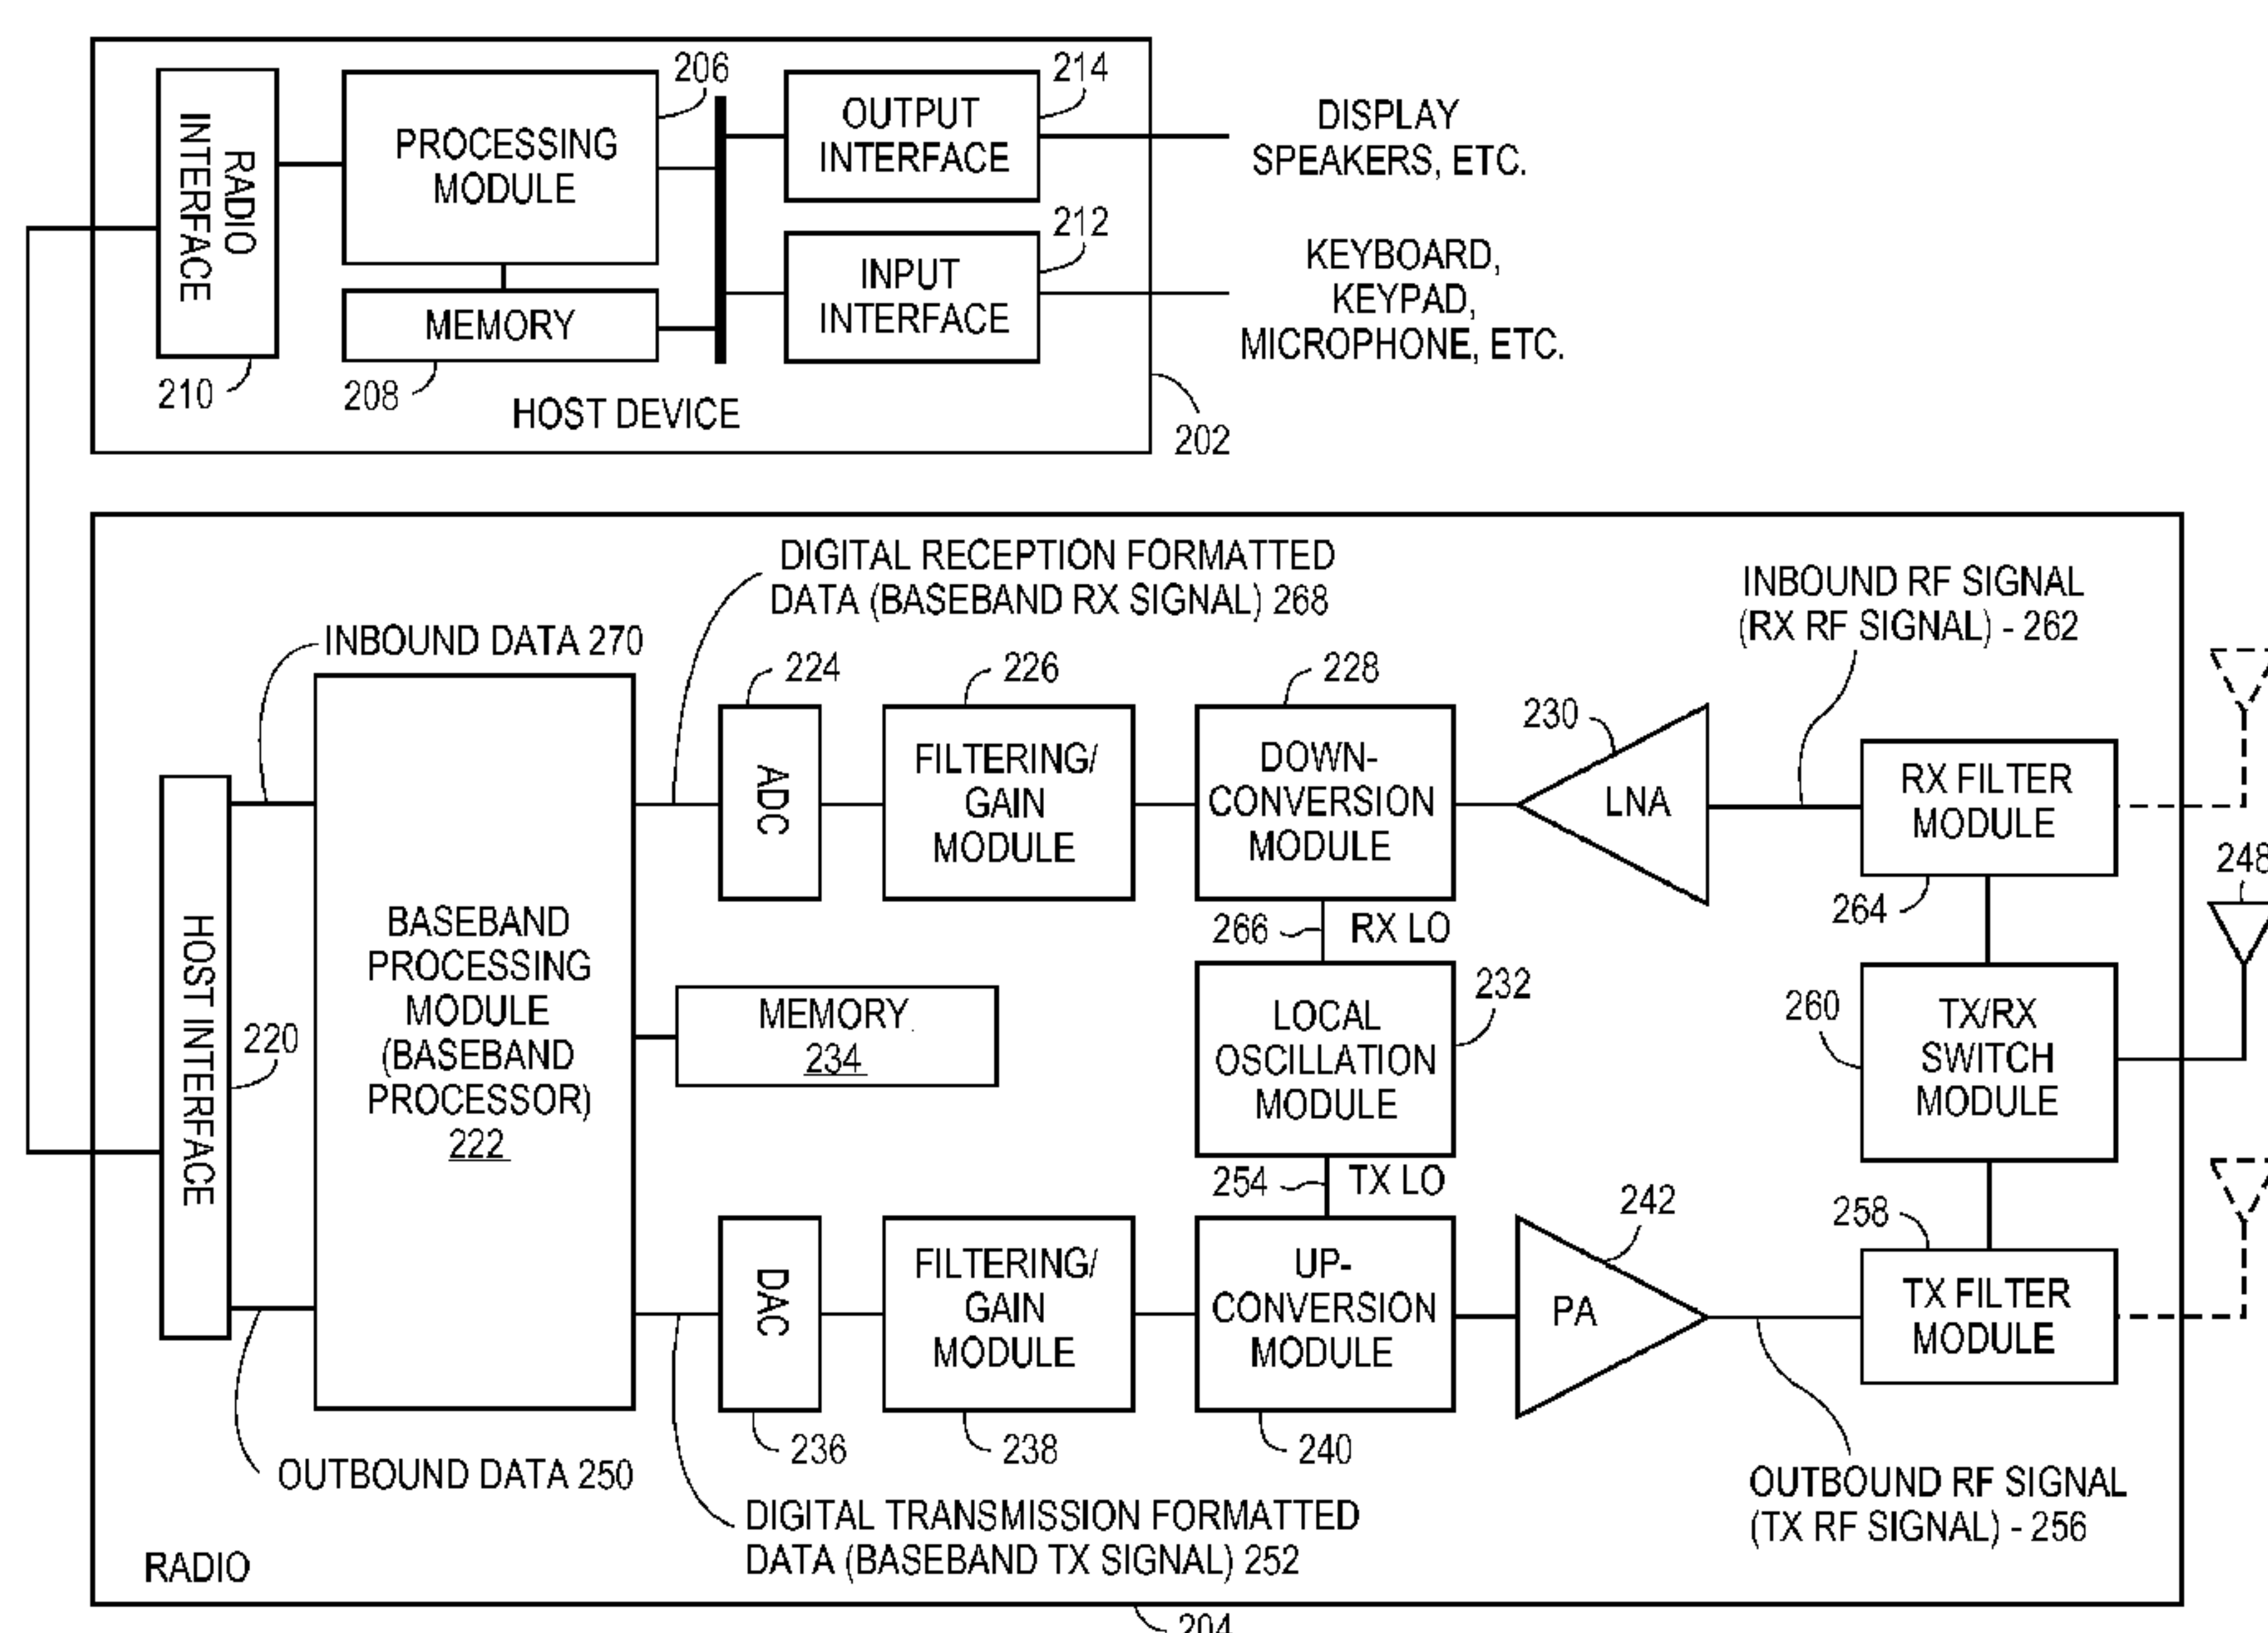 206
214
RADIO
INTERFACE
PROCESSING
MODULE
OUTPUT
INTERFACE
DISPLAY
SPEAKERS, ETC.
212
INPUT
INTERFACE
KEYBOARD,
KEYPAD,
MICROPHONE, ETC.
MEMORY
210
208
HOST DEVICE
202
DIGITAL RECEPTION FORMATTED
DATA (BASEBAND RX SIGNAL) 268
INBOUND RF SIGNAL
(RX RF SIGNAL) - 262
INBOUND DATA 270
224
226
228
230
ADC
FILTERING/
GAIN
MODULE
DOWN-
CONVERSION
MODULE
LNA
RX FILTER
MODULE
248
264
266
RX LO
HOST INTERFACE
220
BASEBAND
PROCESSING
MODULE
(BASEBAND
PROCESSOR)
222
MEMORY
234
LOCAL
OSCILLATION
MODULE
232
260
TX/RX
SWITCH
MODULE
254
TX LO
242
258
DAC
FILTERING/
GAIN
MODULE
UP-
CONVERSION
MODULE
PA
TX FILTER
MODULE
236
238
240
OUTBOUND DATA 250
DIGITAL TRANSMISSION FORMATTED
DATA (BASEBAND TX SIGNAL) 252
OUTBOUND RF SIGNAL
(TX RF SIGNAL) - 256
RADIO
204